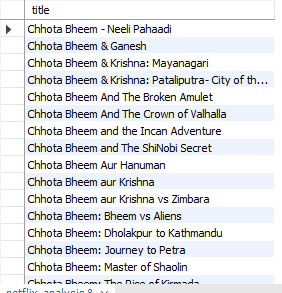 title
Chhota Bheem - Neeli Pahaadi
Chhota Bheem & Ganesh
Chhota Bheem & Krishna: Mayanagari
Chhota Bheem & Krishna: Pataliputra- City of th...
Chhota Bheem And The Broken Amulet
Chhota Bheem And The Crown of Valhalla
Chhota Bheem and the Incan Adventure
Chhota Bheem and The ShiNobi Secret
Chhota Bheem Aur Hanuman
Chhota Bheem aur Krishna
Chhota Bheem aur Krishna vs Zimbara
Chhota Bheem: Bheem vs Aliens
Chhota Bheem: Dholakpur to Kathmandu
Chhota Bheem: Journey to Petra
Chhota Bheem: Master of Shaolin
Chhota Bheem: The Rise of Kirmada
netflix_analysis 8